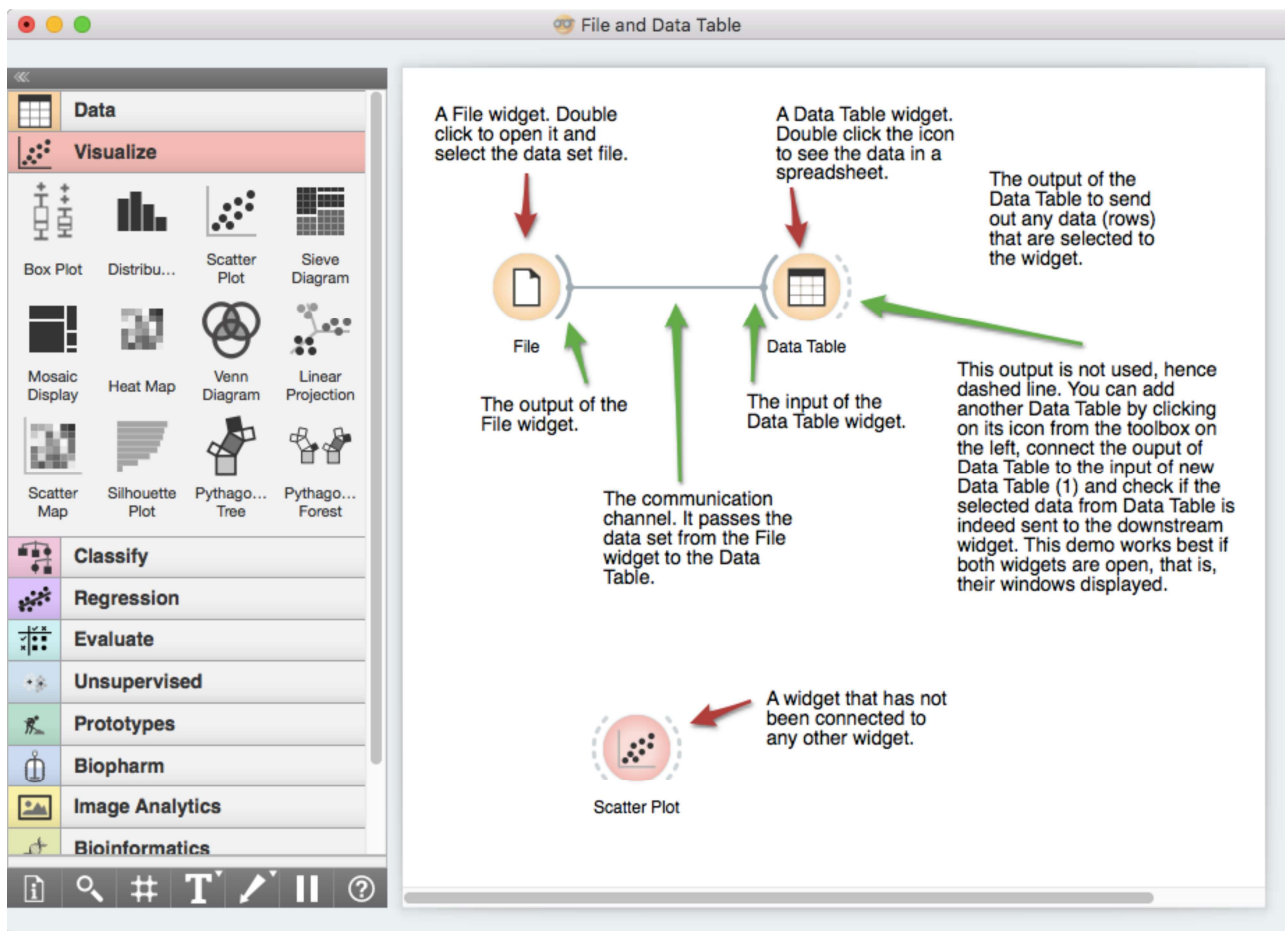 File and Data Table
Data
Visualize
Box Plot
Distribu...
Scatter
Plot
Sieve
Diagram
Mosaic
Display
Heat Map
Venn
Diagram
Linear
Projection
Scatter
Map
Silhouette
Plot
Pythago...
Tree
Pythago...
Forest
Classify
Regression
Evaluate
Unsupervised
Prototypes
Biopharm
Image Analytics
Bioinformatics
A File widget. Double
click to open it and
select the data set file.
A Data Table widget.
Double click the icon
to see the data in a
spreadsheet.
The output of the
Data Table to send
out any data (rows)
that are selected to
the widget.
File
Data Table
The output of the
File widget.
The input of the
Data Table widget.
This output is not used, hence
dashed line. You can add
another Data Table by clicking
on its icon from the toolbox on
the left, connect the ouput of
Data Table to the input of new
Data Table (1) and check if the
selected data from Data Table is
indeed sent to the downstream
widget. This demo works best if
both widgets are open, that is,
their windows displayed.
The communication
channel. It passes the
data set from the File
widget to the Data
Table.
A widget that has not
been connected to
any other widget.
Scatter Plot